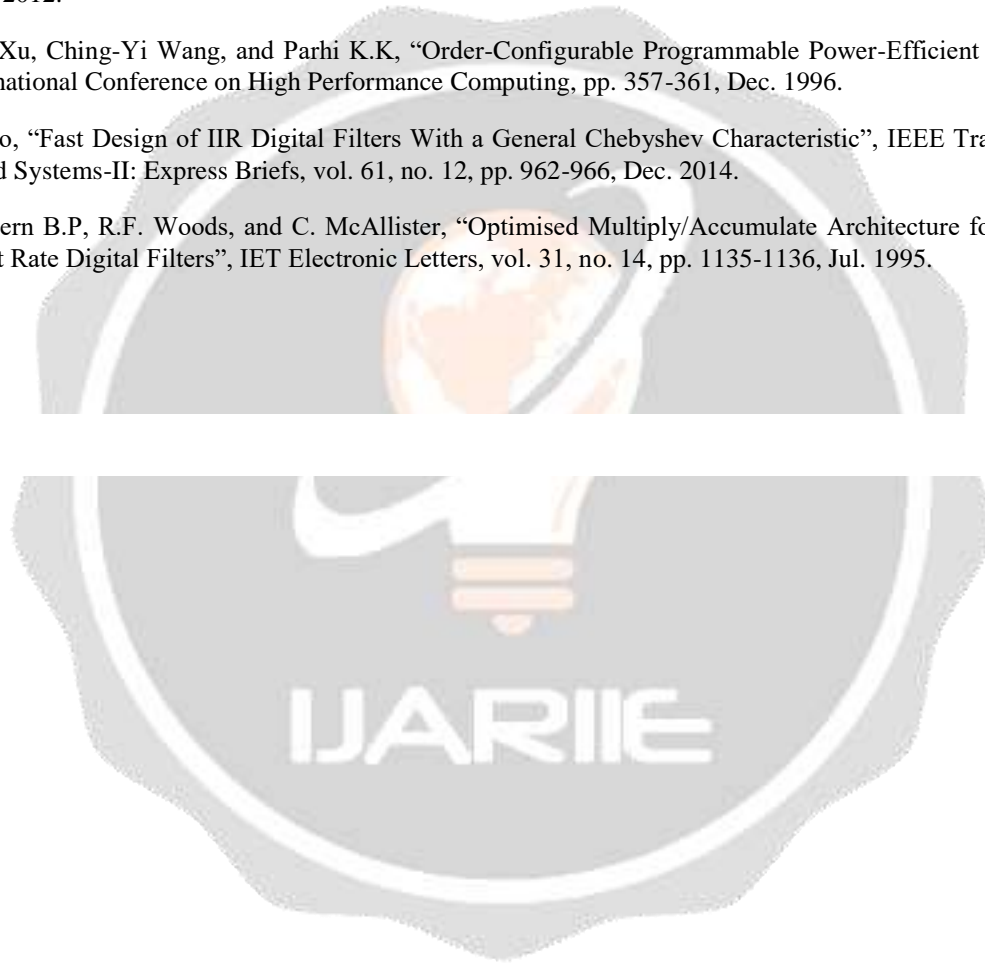 2012.
Xu, Ching-Yi Wang, and Parhi K.K, “Order-Configurable Programmable Power-Efficient
national Conference on High Performance Computing, pp. 357-361, Dec. 1996.
o, “Fast Design of IIR Digital Filters With a General Chebyshev Characteristic”, IEEE Tra
d Systems-II: Express Briefs, vol. 61, no. 12, pp. 962-966, Dec. 2014.
ern B.P, R.F. Woods, and C. McAllister, “Optimised Multiply/Accumulate Architecture fo
t Rate Digital Filters”, IET Electronic Letters, vol. 31, no. 14, pp. 1135-1136, Jul. 1995.
IJARIIE